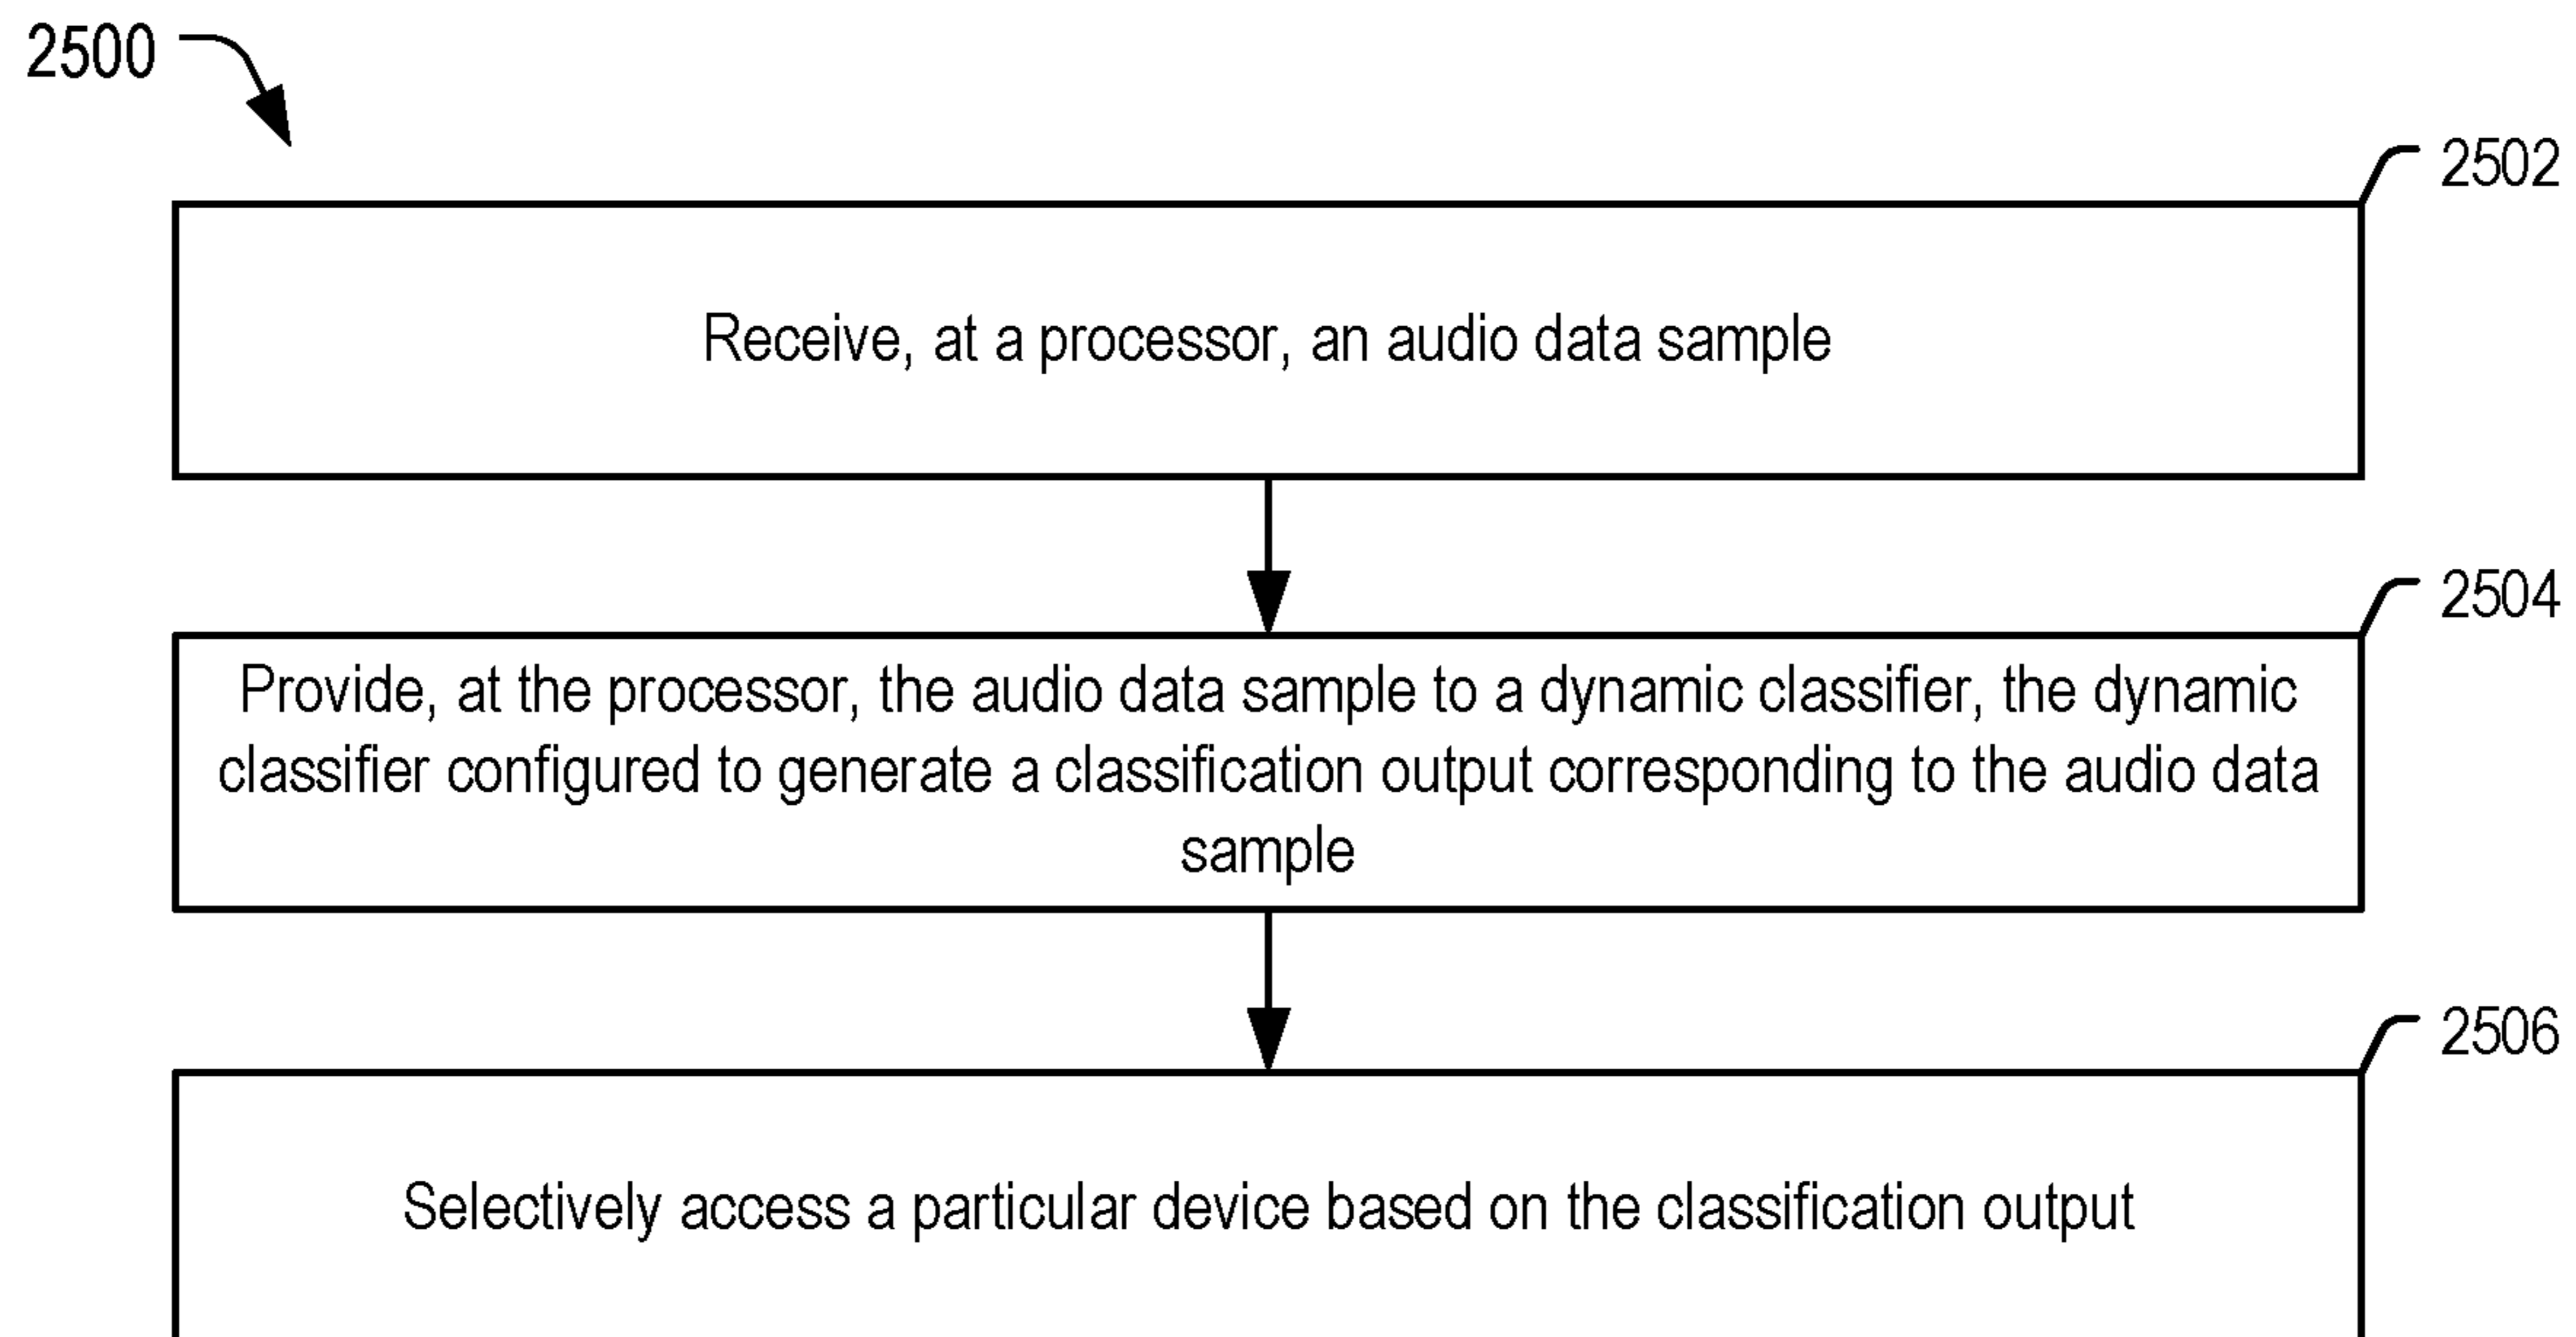 2500
2502
Receive, at a processor, an audio data sample
2504
Provide, at the processor, the audio data sample to a dynamic classifier, the dynamic
classifier configured to generate a classification output corresponding to the audio data
sample
2506
Selectively access a particular device based on the classification output